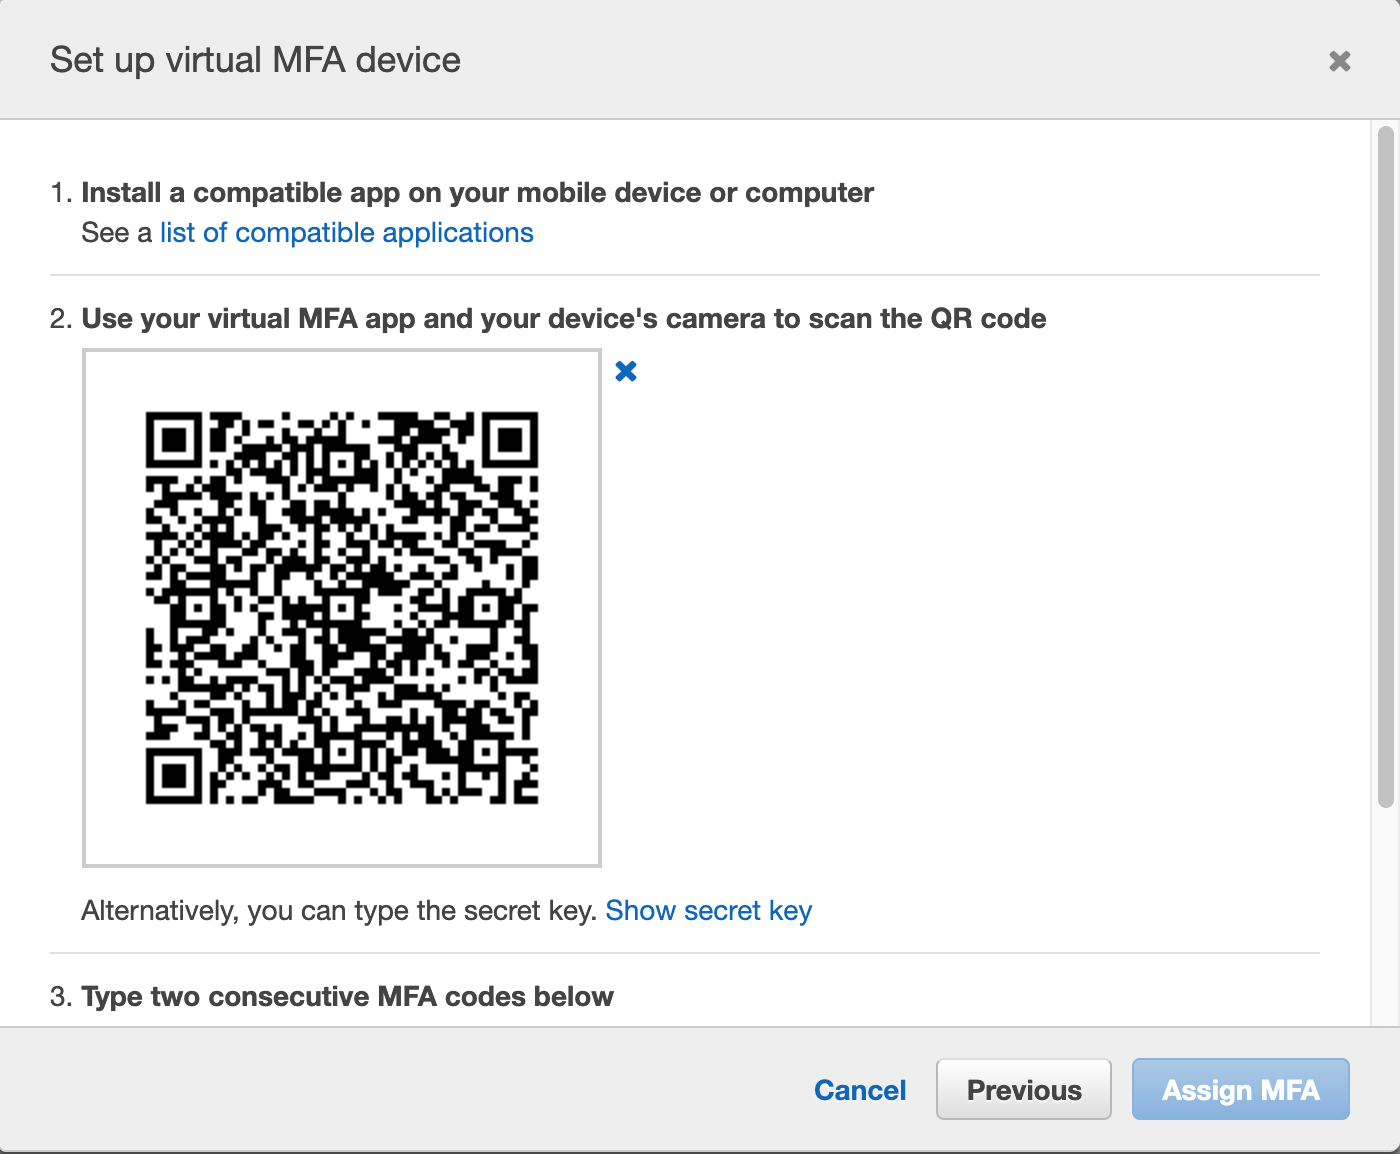 Set up virtual MFA device
1. Install a compatible app on your mobile device or computer
See a list of compatible applications
2. Use your virtual MFA app and your device's camera to scan the QR code
Alternatively, you can type the secret key. Show secret key
3. Type two consecutive MFA codes below
Cancel Previous Assign MFA